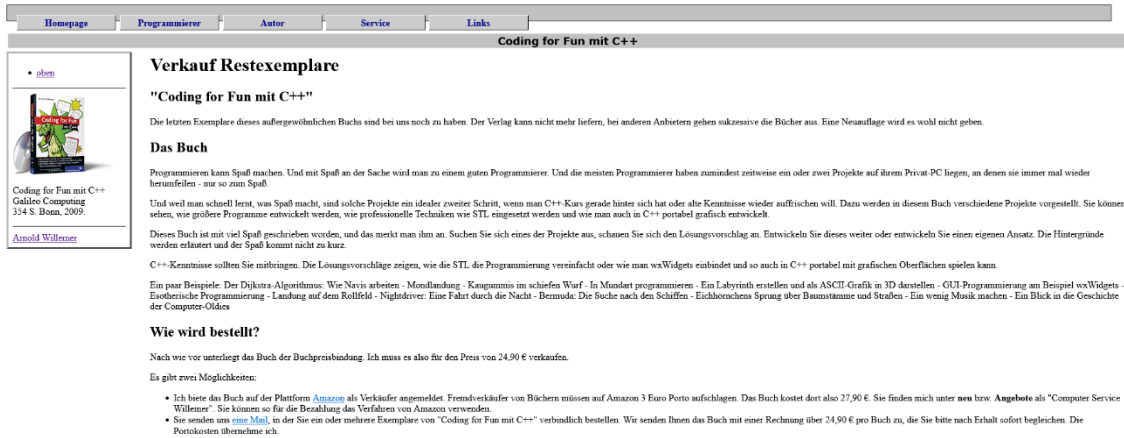 Homepage Programmierer Autor Service Links
Coding for Fun mit C++
oben
Coding for Fun
Coding for Fun mit C++
Galileo Computing
354 S. Bonn, 2009.
Arnold Willemer
Verkauf Restexemplare
"Coding for Fun mit C++"
Die letzten Exemplare dieses außergewöhnlichen Buchs sind bei uns noch zu haben. Der Verlag kann nicht mehr liefern, bei anderen Anbietern gehen sukzessive die Bücher aus. Eine Neuauflage wird es wohl nicht geben.
Das Buch
Programmieren kann Spaß machen. Und mit Spaß an der Sache wird man zu einem guten Programmierer. Und die meisten Programmierer haben zumindest zeitweise ein oder zwei Projekte auf ihrem Privat-PC liegen, an denen sie immer mal wieder
herumfeilen - nur so zum Spaß.
Und weil man schnell lernt, was Spaß macht, sind solche Projekte ein idealer zweiter Schritt, wenn man C++-Kurs gerade hinter sich hat oder alte Kenntnisse wieder auffrischen will. Dazu werden in diesem Buch verschiedene Projekte vorgestellt. Sie können
sehen, wie größere Programme entwickelt werden, wie professionelle Techniken wie STL eingesetzt werden und wie man auch in C++ portabel grafisch entwickelt.
Dieses Buch ist mit viel Spaß geschrieben worden, und das merkt man ihm an. Suchen Sie sich eines der Projekte aus, schauen Sie sich den Lösungsvorschlag an. Entwickeln Sie dieses weiter oder entwickeln Sie einen eigenen Ansatz. Die Hintergründe
werden erläutert und der Spaß kommt nicht zu kurz.
C++-Kenntnisse sollten Sie mitbringen. Die Lösungsvorschläge zeigen, wie die STL die Programmierung vereinfacht oder wie man wxWidgets einbindet und so auch in C++ portabel mit grafischen Oberflächen spielen kann.
Ein paar Beispiele: Der Dijkstra-Algorithmus: Wie Navis arbeiten - Mondlandung - Kaugummis im schiefen Wurf - In Mundart programmieren - Ein Labyrinth erstellen und als ASCII-Grafik in 3D darstellen - GUI-Programmierung am Beispiel wxWidgets -
Esotherische Programmierung - Landung auf dem Rollfeld - Nightdriver: Eine Fahrt durch die Nacht - Bermuda: Die Suche nach den Schiffen - Eichhörnchens Sprung über Baumstämme und Straßen - Ein wenig Musik machen - Ein Blick in die Geschichte
der Computer-Oldies
Wie wird bestellt?
Nach wie vor unterliegt das Buch der Buchpreisbindung. Ich muss es also für den Preis von 24,90 € verkaufen.
Es gibt zwei Möglichkeiten:
Ich biete das Buch auf der Plattform Amazon als Verkäufer angemeldet. Fremdverkäufer von Büchern müssen auf Amazon 3 Euro Porto aufschlagen. Das Buch kostet dort also 27,90 €. Sie finden mich unter neu bzw. Angebote als "Computer Service
Willemer". Sie können so für die Bezahlung das Verfahren von Amazon verwenden.
Sie senden uns eine Mail, in der Sie ein oder mehrere Exemplare von "Coding for Fun mit C++" verbindlich bestellen. Wir senden Ihnen das Buch mit einer Rechnung über 24,90 € pro Buch zu, die Sie bitte nach Erhalt sofort begleichen. Die
Portokosten übernehme ich.